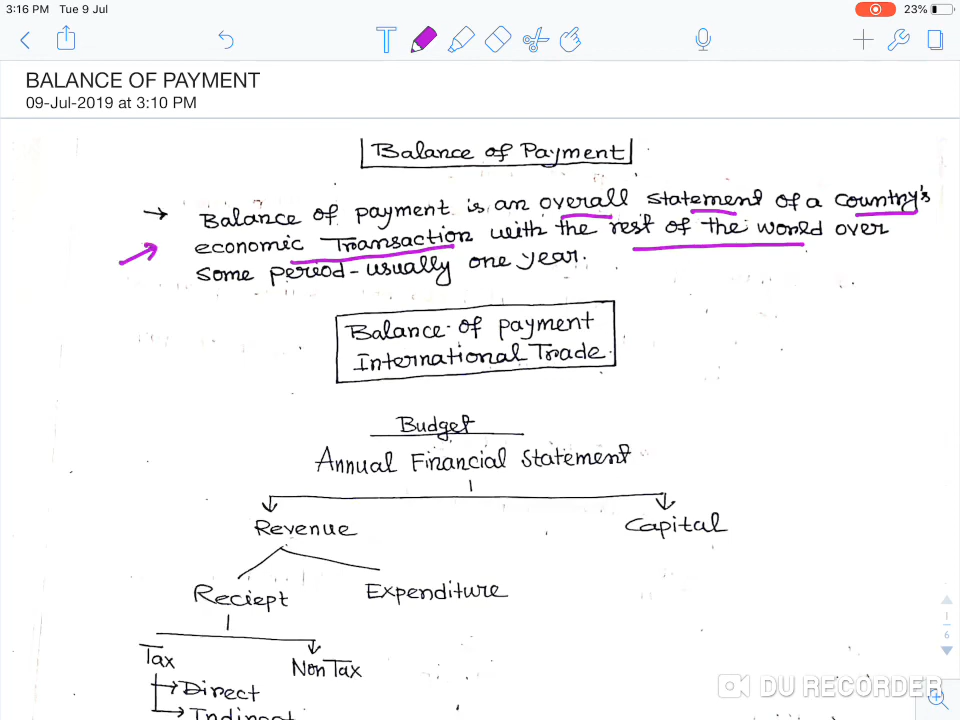 3:16 PM Tue 9 Jul
23%
T
BALANCE OF PAYMENT
09-Jul-2019 at 3:10 PM
Balance of Payment
→ Balance of payment is an overall statement of a country's
economic Transaction with the rest of the world over
some period-usually one year.
Balance of payment
International Trade.
Budget
Annual Financial Statement
Revenue
Capital
Reciept
Expenditure
Tax
Non Tax
→ Direct
→ Indirect
1
6
DU RECORDER